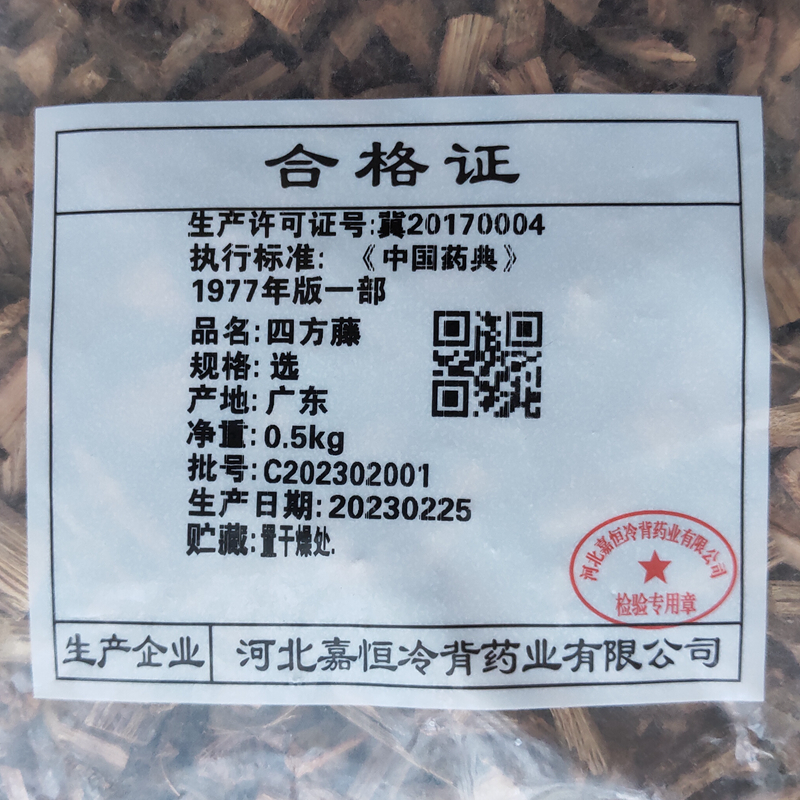 合格证
生产许可证号:冀20170004
执行标准: 《中国药典》
1977年版一部
品名:四方藤
规格:选
产地:广东
净重:0.5kg
批号:C202302001
生产日期:20230225
贮藏:置干燥处.
河北嘉恒冷背药业有限公司
检验专用章
生产企业 河北嘉恒冷背药业有限公司